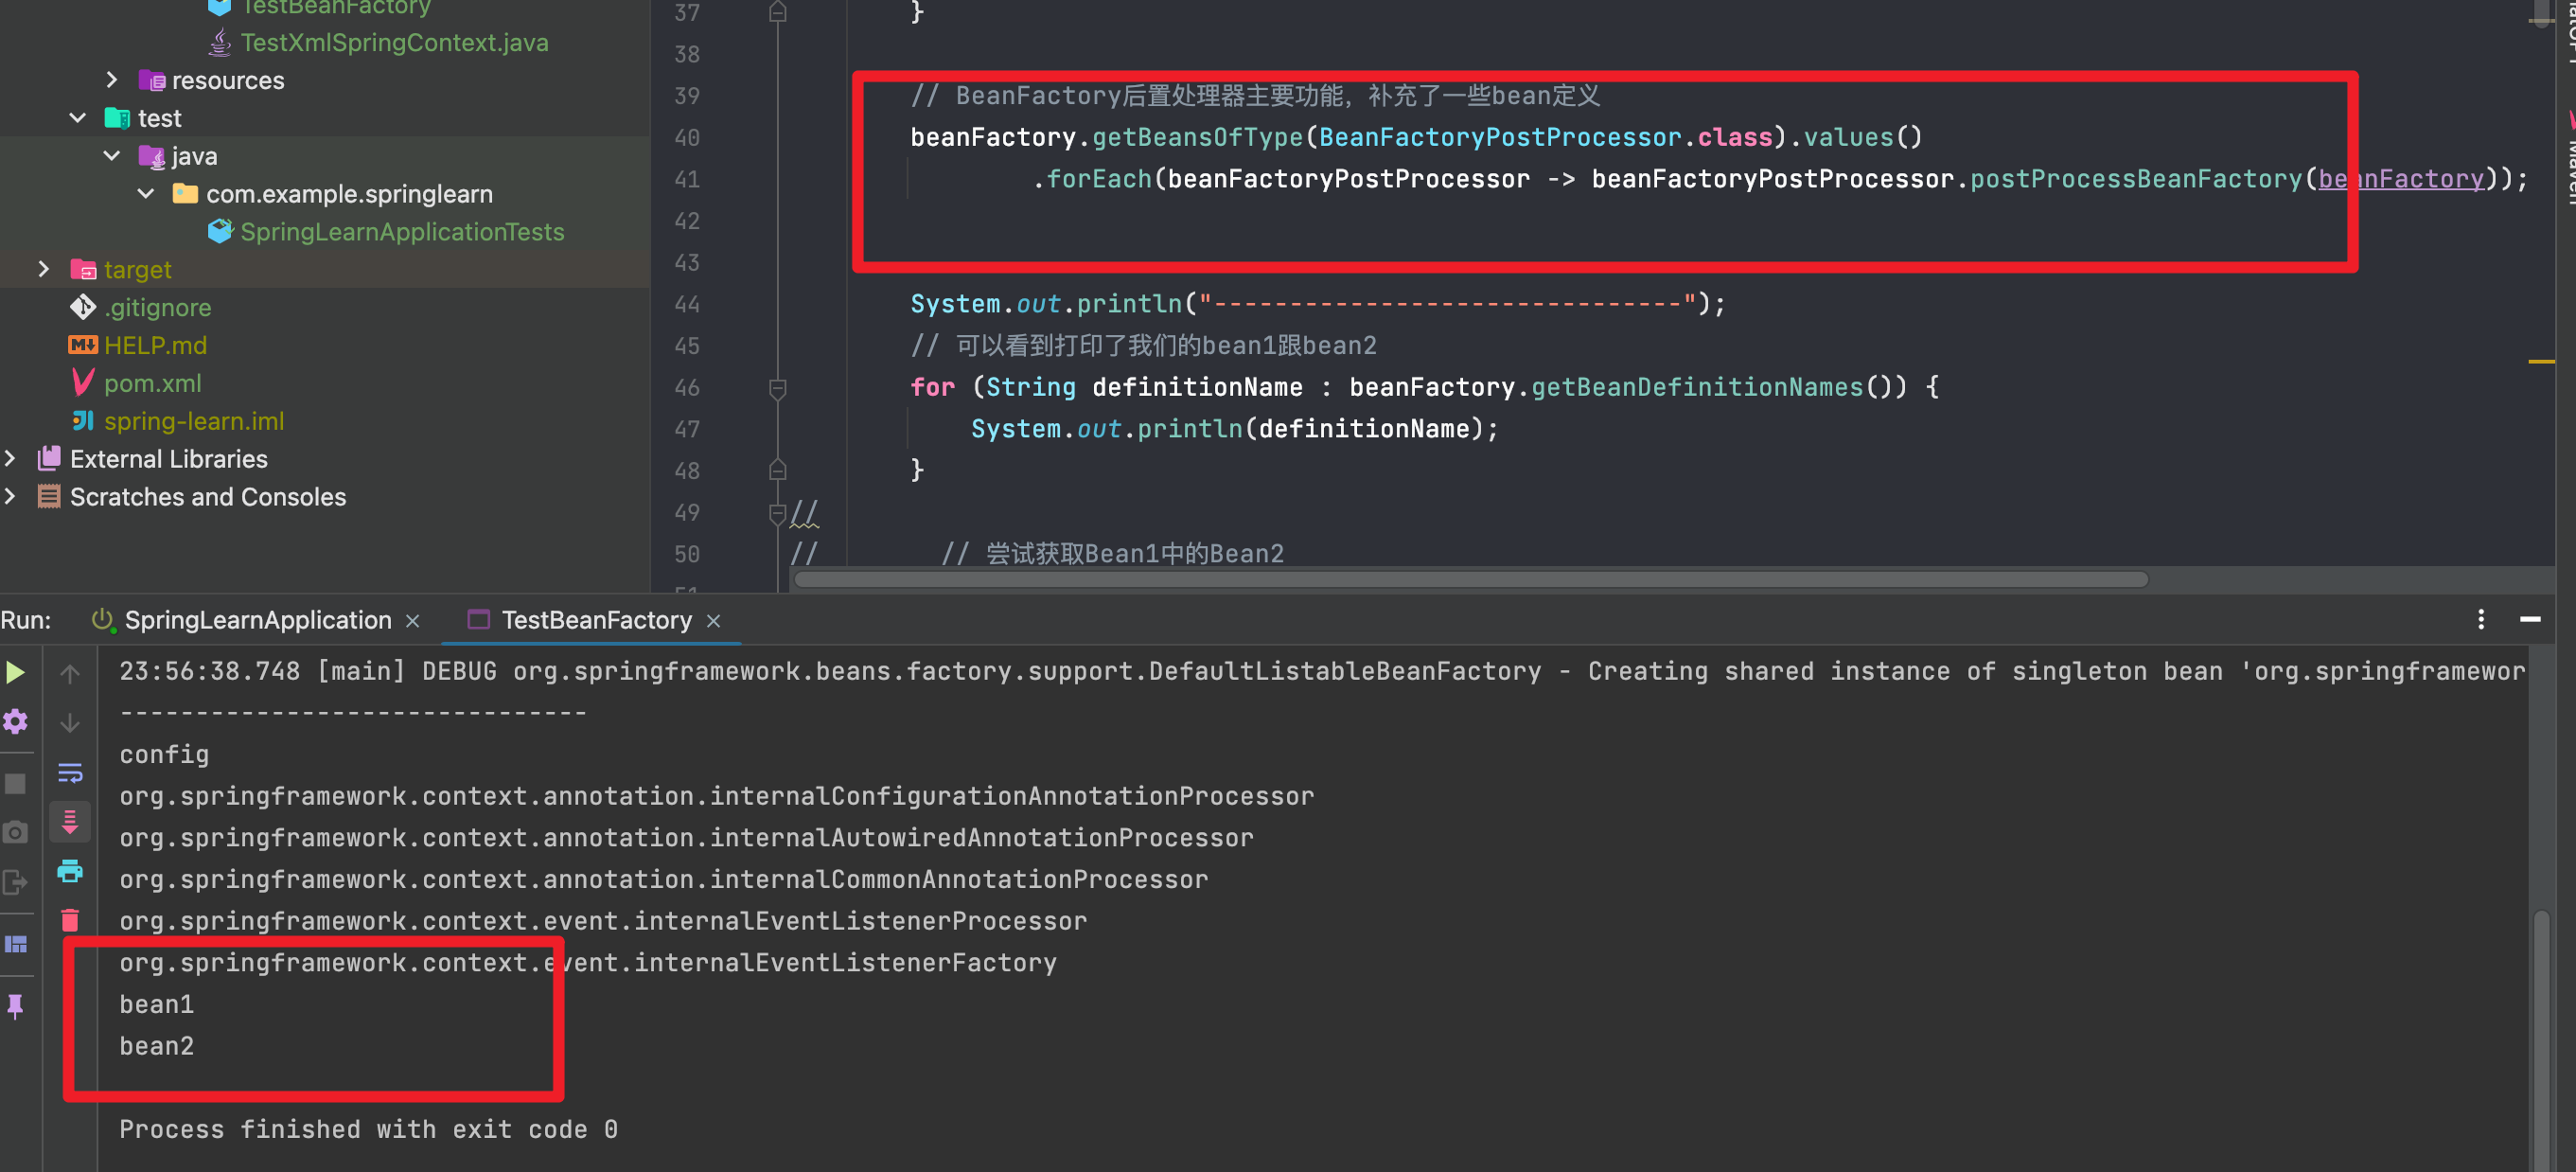 TestBeanFactory
TestXmlSpringContext.java
resources
test
java
com.example.springlearn
SpringLearnApplicationTests
target
.gitignore
HELP.md
pom.xml
spring-learn.iml
External Libraries
Scratches and Consoles
37 }
38
39 // BeanFactory后置处理器主要功能，补充了一些bean定义
40 beanFactory.getBeansOfType(BeanFactoryPostProcessor.class).values()
41 .forEach(beanFactoryPostProcessor -> beanFactoryPostProcessor.postProcessBeanFactory(beanFactory));
42
43
44 System.out.println("-------------------------------");
45 // 可以看到打印了我们的bean1跟bean2
46 for (String definitionName : beanFactory.getBeanDefinitionNames()) {
47 System.out.println(definitionName);
48 }
49 //
50 // // 尝试获取Bean1中的Bean2
Maven
Run: SpringLearnApplication × TestBeanFactory ×
23:56:38.748 [main] DEBUG org.springframework.beans.factory.support.DefaultListableBeanFactory - Creating shared instance of singleton bean 'org.springframewor
-------------------------------
config
org.springframework.context.annotation.internalConfigurationAnnotationProcessor
org.springframework.context.annotation.internalAutowiredAnnotationProcessor
org.springframework.context.annotation.internalCommonAnnotationProcessor
org.springframework.context.event.internalEventListenerProcessor
org.springframework.context.event.internalEventListenerFactory
bean1
bean2
Process finished with exit code 0